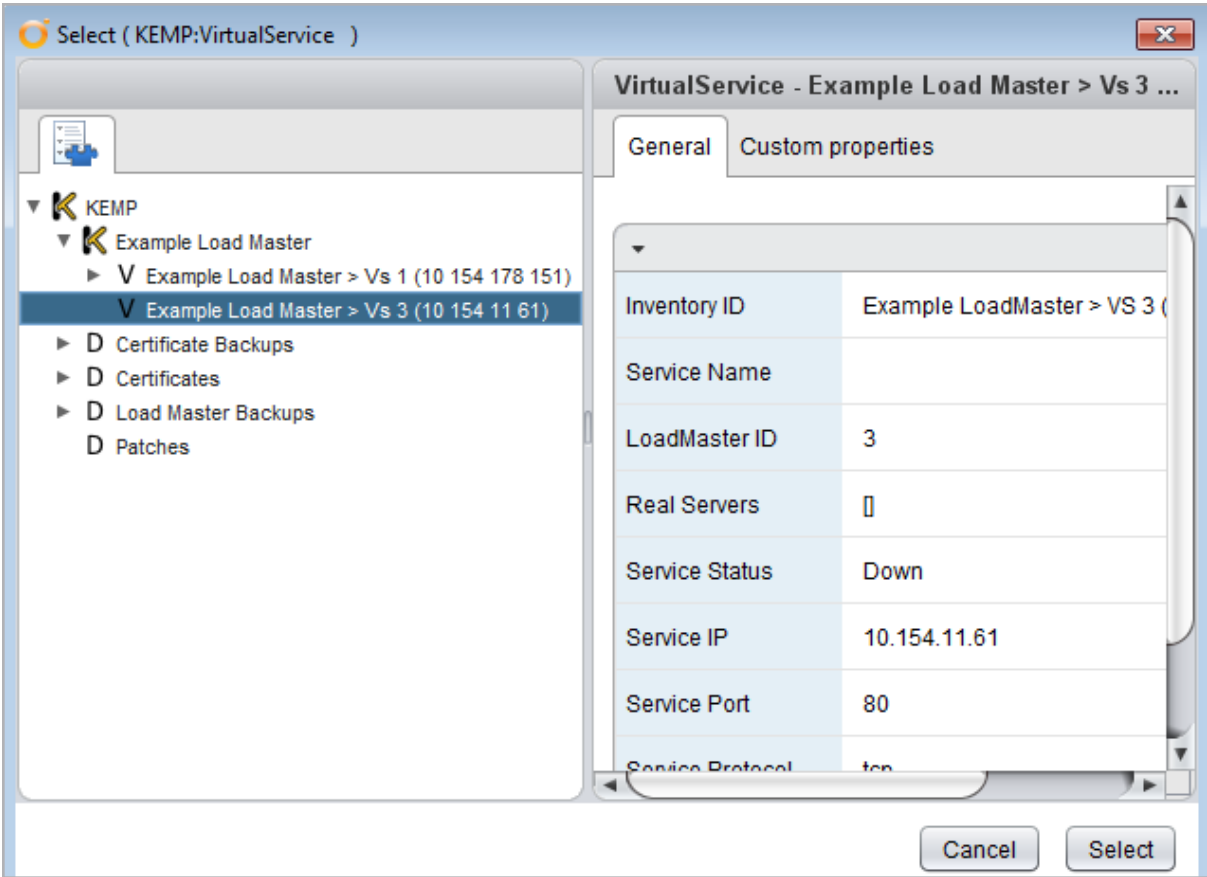 Select ( KEMP:VirtualService )
VirtualService - Example Load Master > Vs 3 ...
General Custom properties
KEMP
Example Load Master
V Example Load Master > Vs 1 (10 154 178 151)
V Example Load Master > Vs 3 (10 154 11 61)
D Certificate Backups
D Certificates
D Load Master Backups
D Patches
Inventory ID Example LoadMaster > VS 3 (
Service Name
LoadMaster ID 3
Real Servers []
Service Status Down
Service IP 10.154.11.61
Service Port 80
Service Protocol tcp
Cancel Select